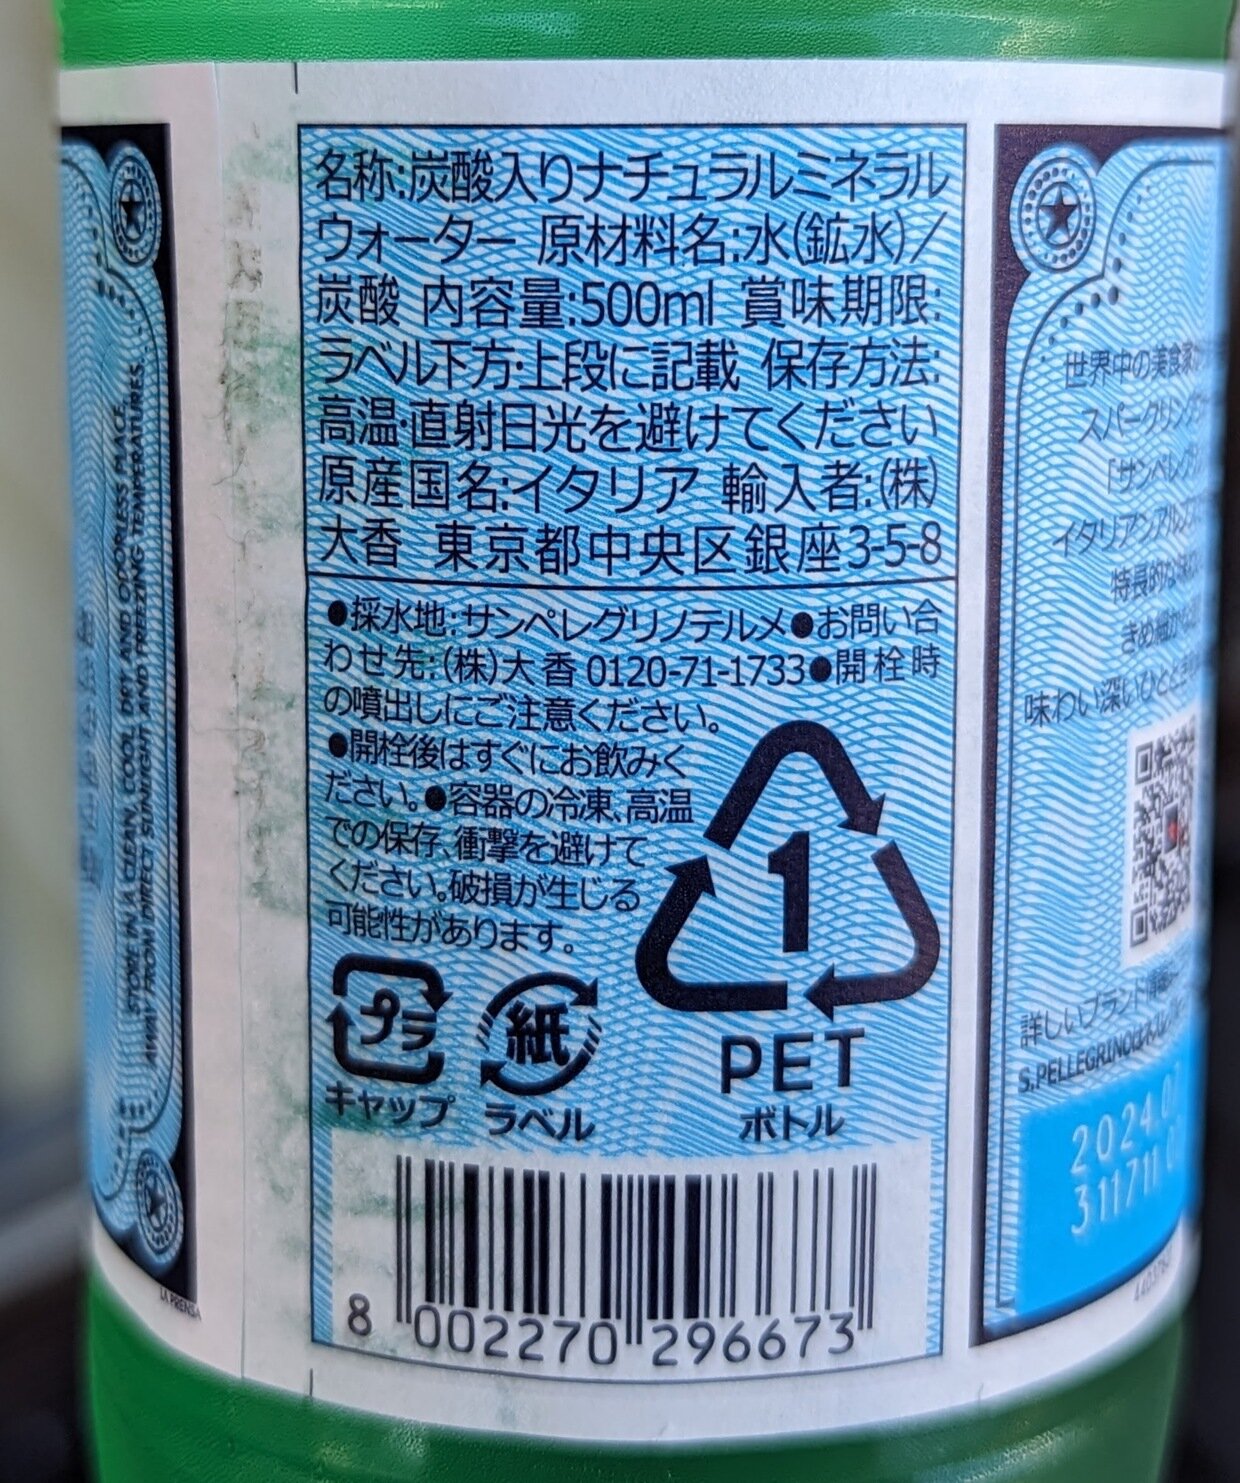 STORE IN A CLEAN, COOL, DRY, AND ODORLESS PLACE,
AWAY FROM DIRECT SUNLIGHT AND FREEZING TEMPERATURES.
LA PRENSA
名称:炭酸入りナチュラルミネラル
ウォーター 原材料名:水(鉱水)/
炭酸 内容量:500ml 賞味期限:
ラベル下方・上段に記載 保存方法:
高温・直射日光を避けてください
原産国名:イタリア 輸入者:(株)
大香 東京都中央区銀座3-5-8
●採水地:サンペレグリノテルメ●お問い合
わせ先:(株)大香 0120-71-1733●開栓時
の噴出しにご注意ください。
●開栓後はすぐにお飲みく
ださい。●容器の冷凍、高温
での保存、衝撃を避けて
ください。破損が生じる
可能性があります。
1
PET
ボトル
プラ
キャップ
紙
ラベル
8 002270 296673
世界中の美食家
スパークリング
「サンペレグリ
イタリアンアルプス
特長的な
きめ細か
味わい深いひととき
詳しいブランド情報
S.PELLEGRINO
2024.07
311711